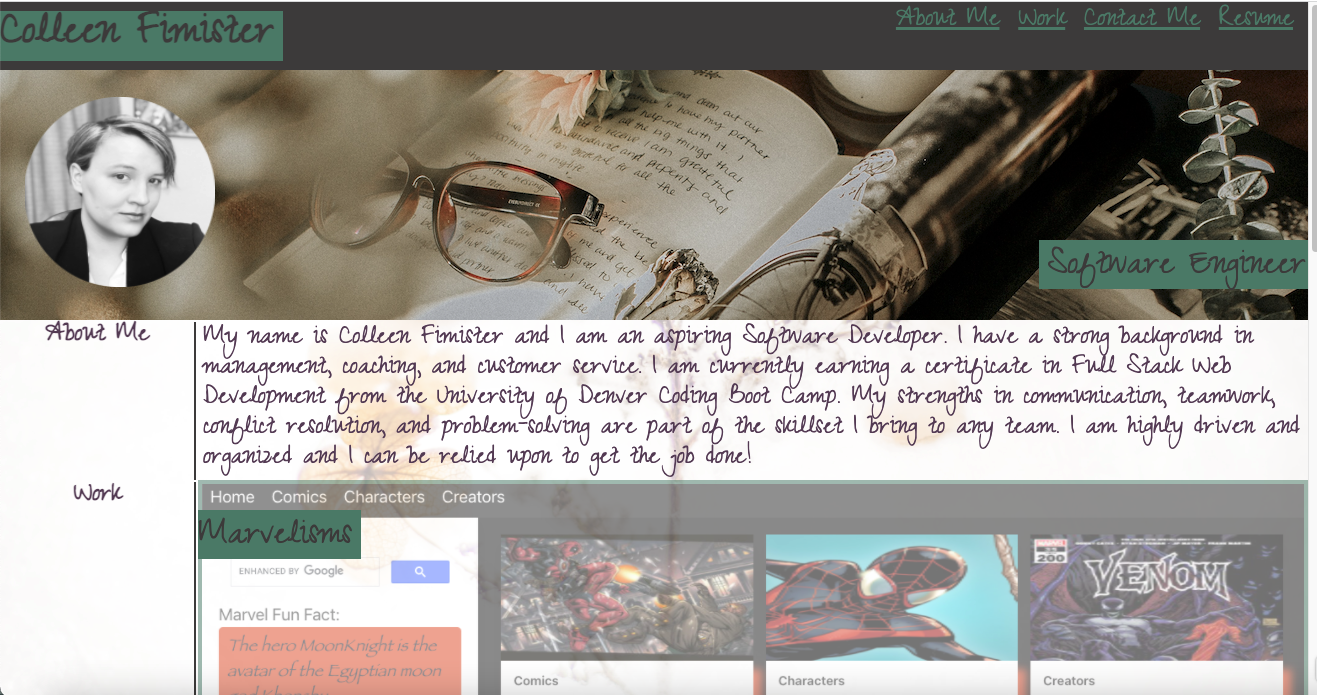 Colleen Fimister
About Me Work Contact Me Resume
Software Engineer
About Me
My name is Colleen Fimister and I am an aspiring Software Developer. I have a strong background in
management, coaching, and customer service. I am currently earning a certificate in Full Stack Web
Development from the University of Denver Coding Boot Camp. My strengths in communication, teamwork,
conflict resolution, and problem-solving are part of the skillset I bring to any team. I am highly driven and
organized and I can be relied upon to get the job done!
Work
Home Comics Characters Creators
Marvelisms
ENHANCED BY Google
Marvel Fun Fact:
The hero MoonKnight is the
avatar of the Egyptian moon
MARVEL
200
VENOM
Comics
Characters
Creators